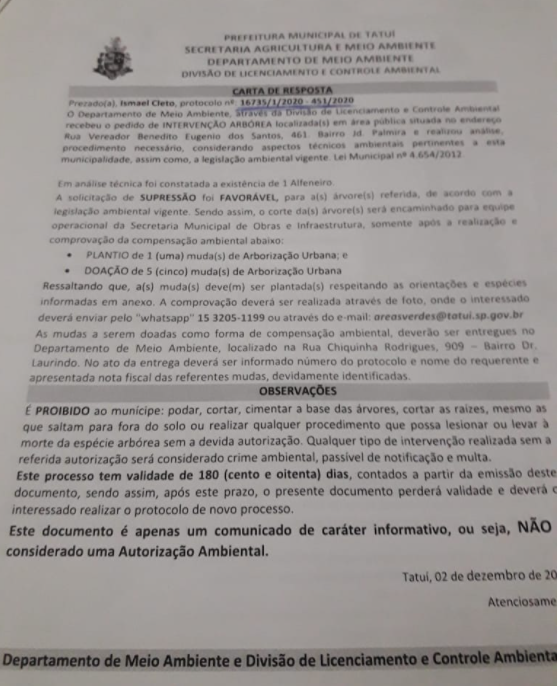 PREFEITURA MUNICIPAL DE TATUÍ
SECRETARIA AGRICULTURA E MEIO AMBIENTE
DEPARTAMENTO DE MEIO AMBIENTE
DIVISÃO DE LICENCIAMENTO E CONTROLE AMBIENTAL
CARTA DE RESPOSTA
Prezado(a), Ismael Cleto, protocolo nº: 16735/1/2020 - 451/2020
O Departamento de Meio Ambiente, através da Divisão de Licenciamento e Controle Ambiental
recebeu o pedido de INTERVENÇÃO ARBÓREA localizada(s) em área pública situada no endereço
Rua Vereador Benedito Eugenio dos Santos, 461. Bairro Jd. Palmira e realizou análise,
procedimento necessário, considerando aspectos técnicos ambientais pertinentes a esta
municipalidade, assim como, a legislação ambiental vigente. Lei Municipal nº 4.654/2012
Em análise técnica foi constatada a existência de 1 Alfeneiro.
A solicitação de SUPRESSÃO foi FAVORÁVEL, para a(s) árvore(s) referida, de acordo com a
legislação ambiental vigente. Sendo assim, o corte da(s) árvore(s) será encaminhado para equipe
operacional da Secretaria Municipal de Obras e Infraestrutura, somente após a realização e
comprovação da compensação ambiental abaixo:
• PLANTIO de 1 (uma) muda(s) de Arborização Urbana; e
• DOAÇÃO de 5 (cinco) muda(s) de Arborização Urbana
Ressaltando que, a(s) muda(s) deve(m) ser plantada(s) respeitando as orientações e espécies
informadas em anexo. A comprovação deverá ser realizada através de foto, onde o interessado
deverá enviar pelo "whatsapp" 15 3205-1199 ou através do e-mail: areasverdes@tatui.sp.gov.br
As mudas a serem doadas como forma de compensação ambiental, deverão ser entregues no
Departamento de Meio Ambiente, localizado na Rua Chiquinha Rodrigues, 909 – Bairro Dr.
Laurindo. No ato da entrega deverá ser informado número do protocolo e nome do requerente e
apresentada nota fiscal das referentes mudas, devidamente identificadas.
OBSERVAÇÕES
É PROIBIDO ao munícipe: podar, cortar, cimentar a base das árvores, cortar as raízes, mesmo as
que saltam para fora do solo ou realizar qualquer procedimento que possa lesionar ou levar à
morte da espécie arbórea sem a devida autorização. Qualquer tipo de intervenção realizada sem a
referida autorização será considerado crime ambiental, passível de notificação e multa.
Este processo tem validade de 180 (cento e oitenta) dias, contados a partir da emissão deste
documento, sendo assim, após este prazo, o presente documento perderá validade e deverá o
interessado realizar o protocolo de novo processo.
Este documento é apenas um comunicado de caráter informativo, ou seja, NÃO
considerado uma Autorização Ambiental.
Tatuí, 02 de dezembro de 20
Atenciosame
Departamento de Meio Ambiente e Divisão de Licenciamento e Controle Ambienta